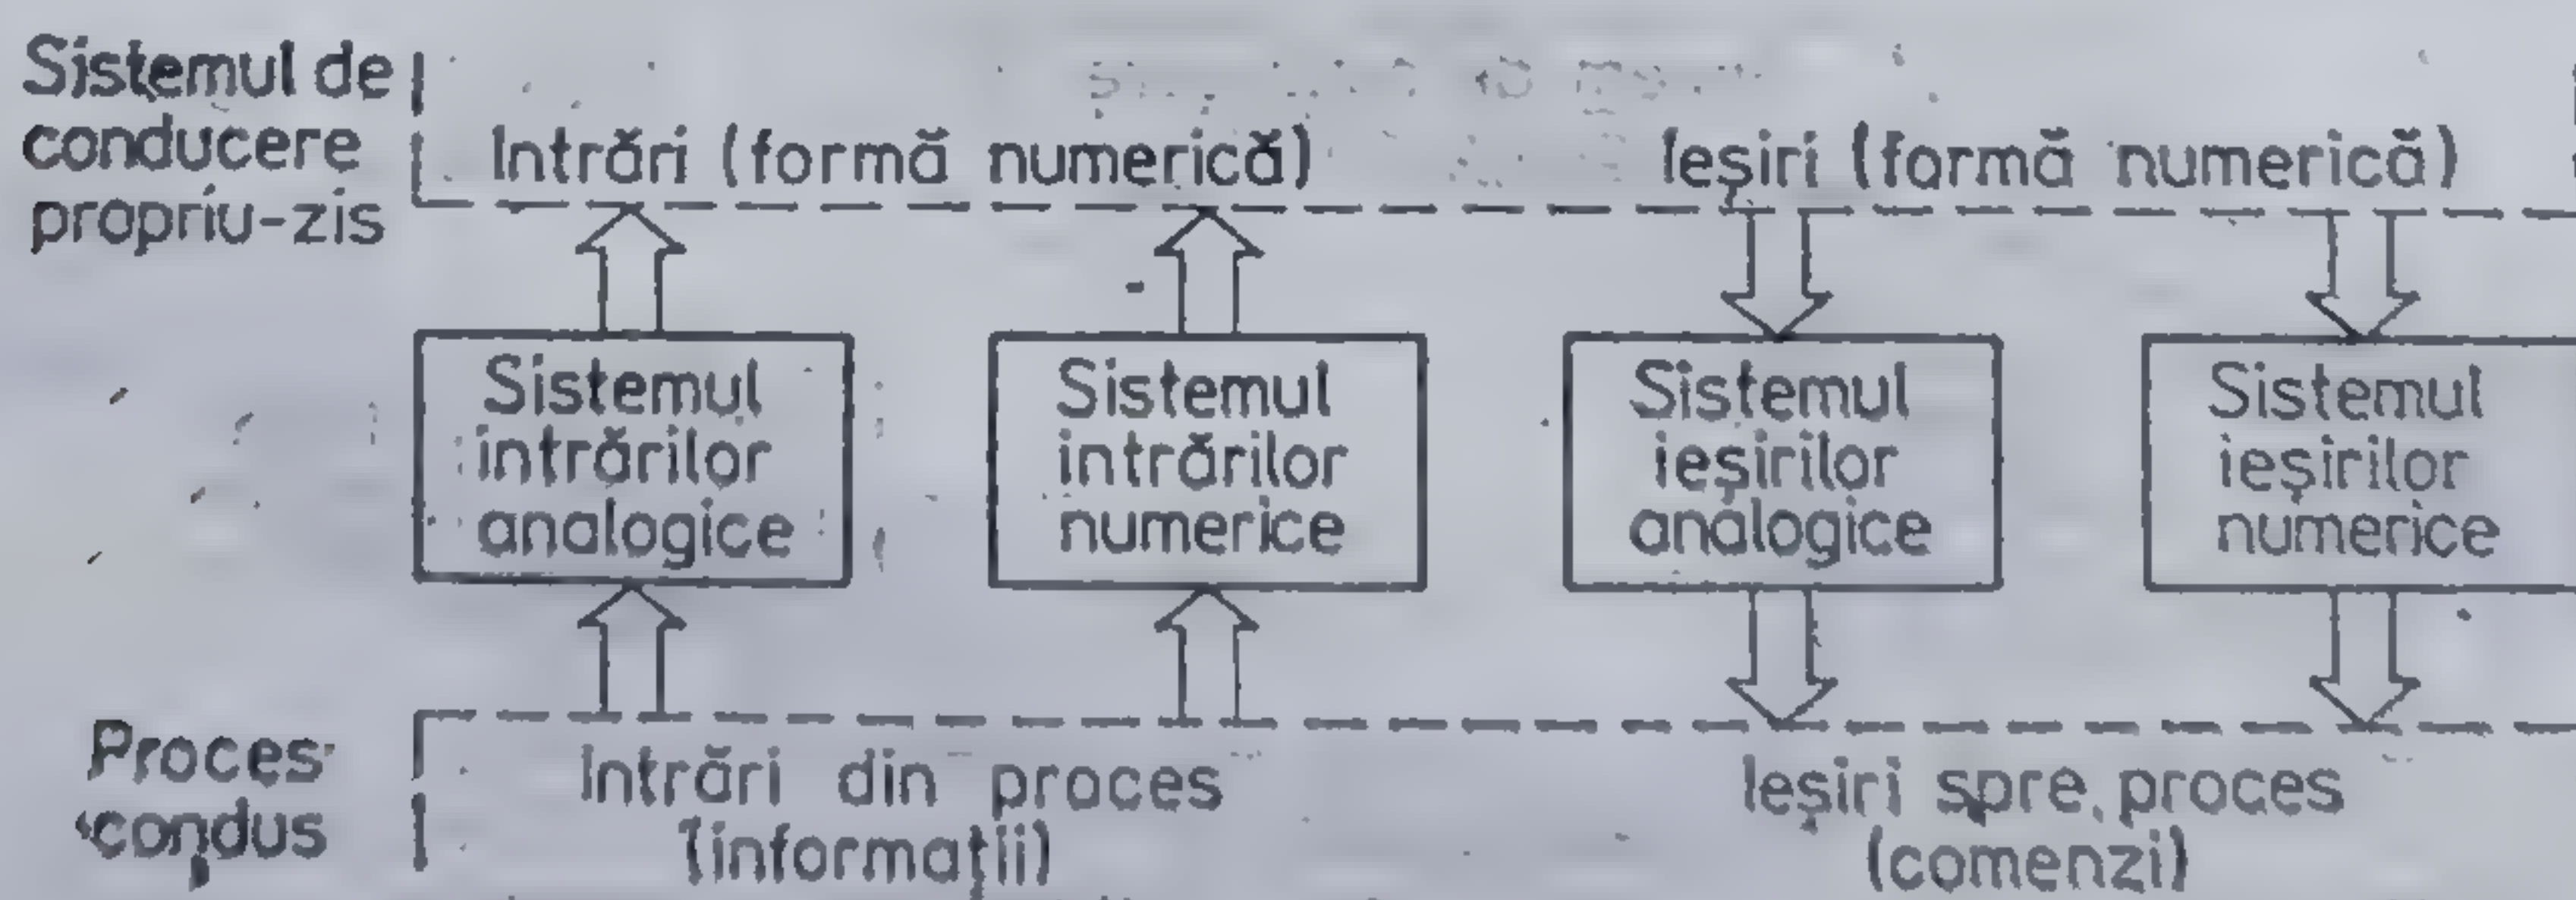 Sistemul de
conducere
propriu-zis
Intrări (formă numerică)
Ieşiri (formă numerică)
Sistemul
intrărilor
analogice
Sistemul
intrărilor
numerice
Sistemul
ieşirilor
analogice
Sistemul
ieşirilor
numerice
Proces
condus
Intrări din proces
(informaţii)
Ieşiri spre proces
(comenzi)